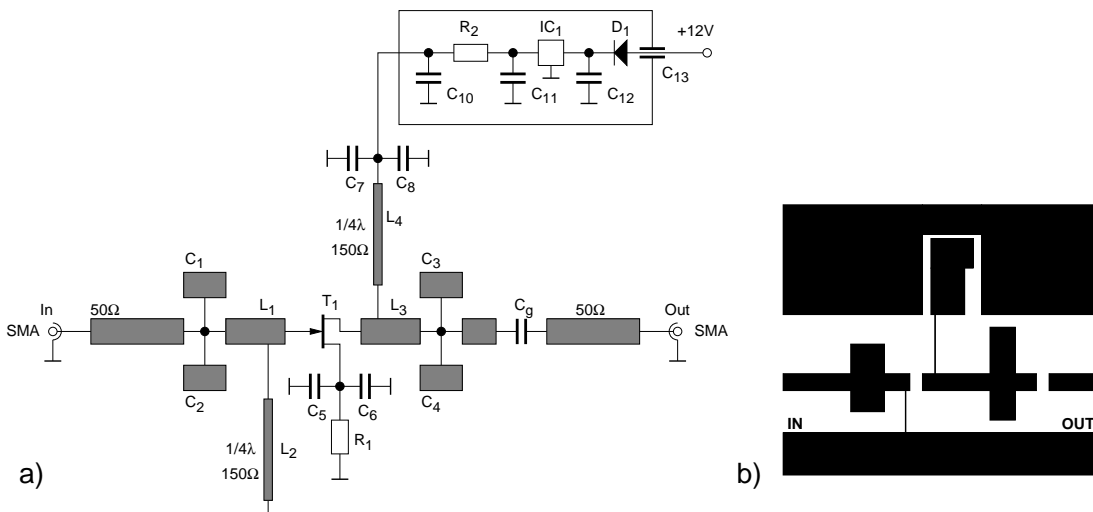 R2 IC1 D1 +12V
C10 C11 C12 C13
C7 C8
1/4λ L4
150Ω
C1 C3
In 50Ω L1 T1 L3 Cg 50Ω Out
SMA SMA
C2 C5 C6 C4
1/4λ L2 R1
150Ω
IN OUT
a) b)